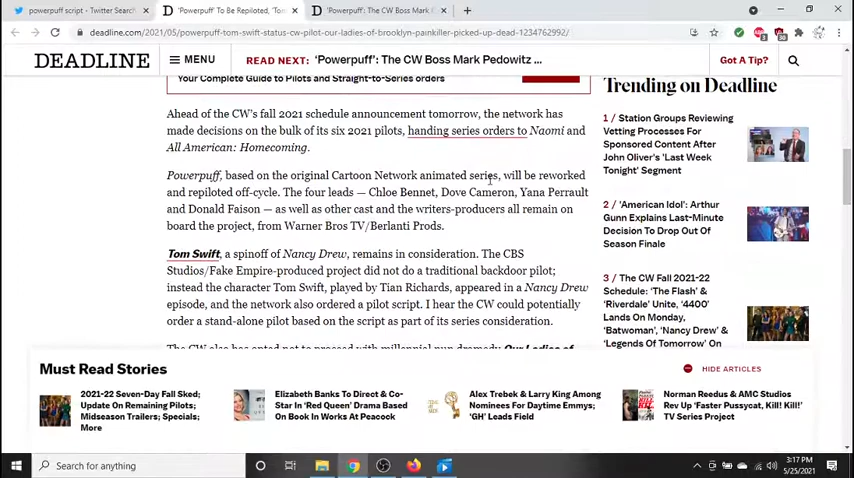 powerpuff script - Twitter Search
'Powerpuff' To Be Repiloted, 'Tom
'Powerpuff': The CW Boss Mark P
deadline.com/2021/05/powerpuff-tom-swift-status-cw-pilot-our-ladies-of-brooklyn-painkiller-picked-up-dead-1234762992/
DEADLINE
MENU
READ NEXT: 'Powerpuff': The CW Boss Mark Pedowitz ...
Got A Tip?
Your Complete Guide to Pilots and Straight-to-Series orders
Ahead of the CW's fall 2021 schedule announcement tomorrow, the network has
made decisions on the bulk of its six 2021 pilots, handing series orders to Naomi and
All American: Homecoming.
Powerpuff, based on the original Cartoon Network animated series, will be reworked
and repiloted off-cycle. The four leads — Chloe Bennet, Dove Cameron, Yana Perrault
and Donald Faison — as well as other cast and the writers-producers all remain on
board the project, from Warner Bros TV/Berlanti Prods.
Tom Swift, a spinoff of Nancy Drew, remains in consideration. The CBS
Studios/Fake Empire-produced project did not do a traditional backdoor pilot;
instead the character Tom Swift, played by Tian Richards, appeared in a Nancy Drew
episode, and the network also ordered a pilot script. I hear the CW could potentially
order a stand-alone pilot based on the script as part of its series consideration.
The CW also has opted not to proceed with millennial nun dramedy Our Ladies of
Trending on Deadline
1 / Station Groups Reviewing
Vetting Processes For
Sponsored Content After
John Oliver's 'Last Week
Tonight' Segment
2 / 'American Idol': Arthur
Gunn Explains Last-Minute
Decision To Drop Out Of
Season Finale
3 / The CW Fall 2021-22
Schedule: 'The Flash' &
'Riverdale' Unite, '4400'
Lands On Monday,
'Batwoman', 'Nancy Drew' &
'Legends Of Tomorrow' On
Must Read Stories
HIDE ARTICLES
2021-22 Seven-Day Fall Sked;
Update On Remaining Pilots;
Midseason Trailers; Specials;
More
Elizabeth Banks To Direct & Co-
Star In 'Red Queen' Drama Based
On Book In Works At Peacock
Alex Trebek & Larry King Among
Nominees For Daytime Emmys;
'GH' Leads Field
Norman Reedus & AMC Studios
Rev Up 'Faster Pussycat, Kill! Kill!'
TV Series Project
Search for anything
3:17 PM
5/25/2021